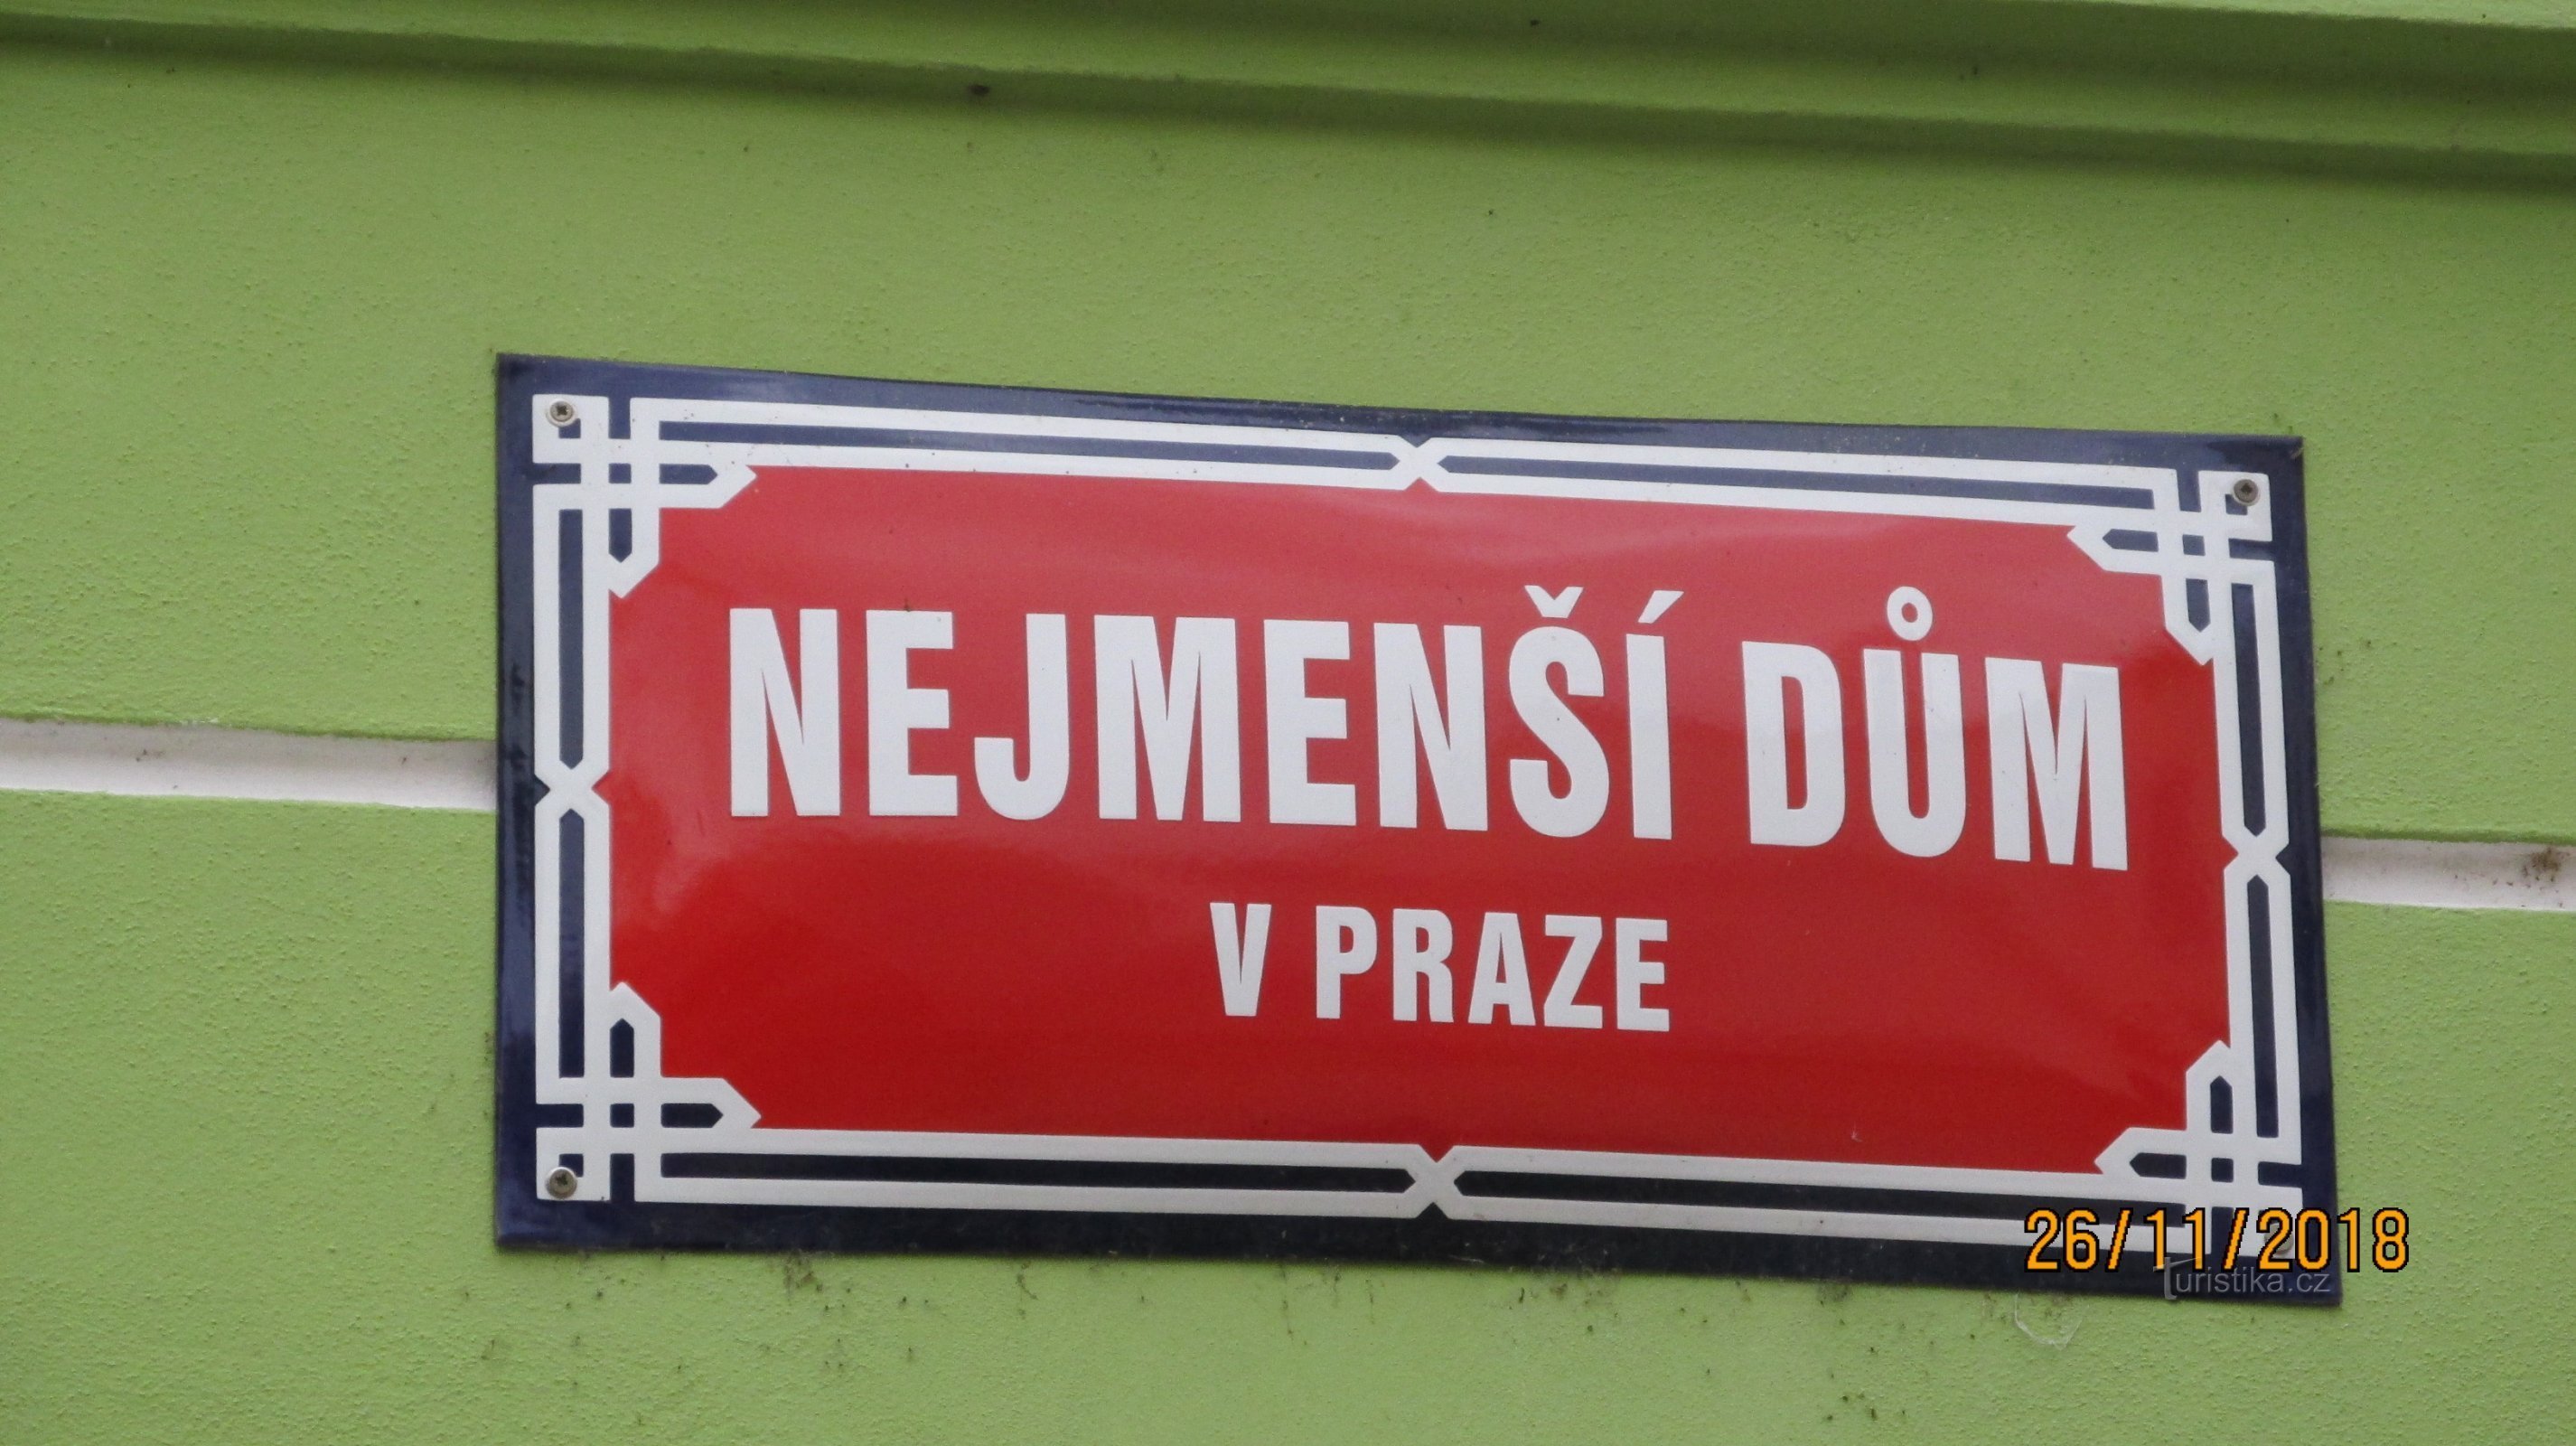 NEJMENŠÍ DŮM
V PRAZE
26/11/2018
Turistika.cz